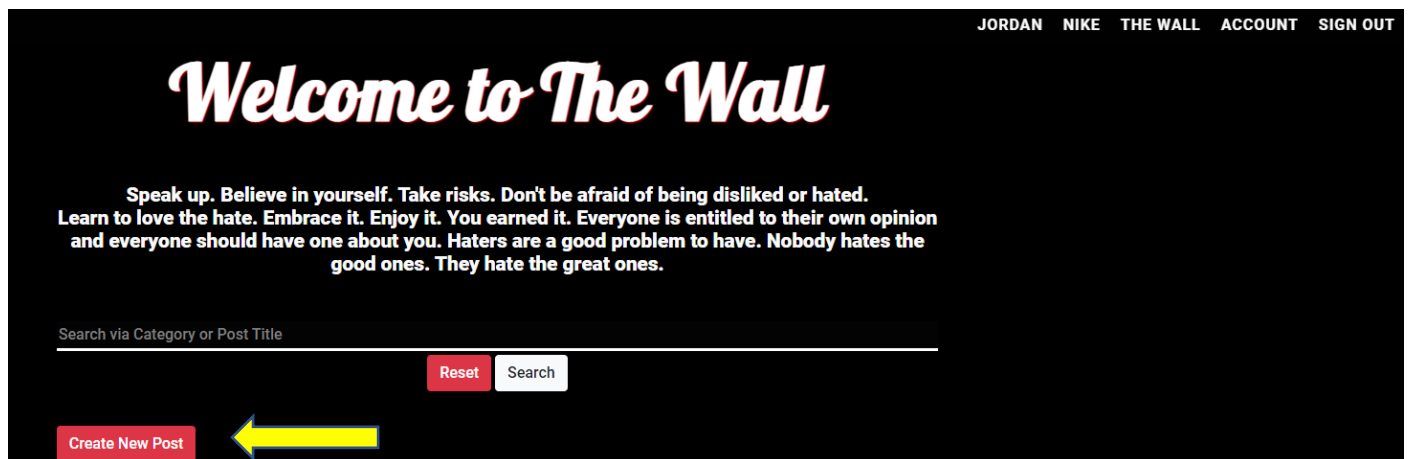 JORDAN NIKE THE WALL ACCOUNT SIGN OUT
Welcome to The Wall
Speak up. Believe in yourself. Take risks. Don't be afraid of being disliked or hated.
Learn to love the hate. Embrace it. Enjoy it. You earned it. Everyone is entitled to their own opinion
and everyone should have one about you. Haters are a good problem to have. Nobody hates the
good ones. They hate the great ones.
Search via Category or Post Title
Reset Search
Create New Post